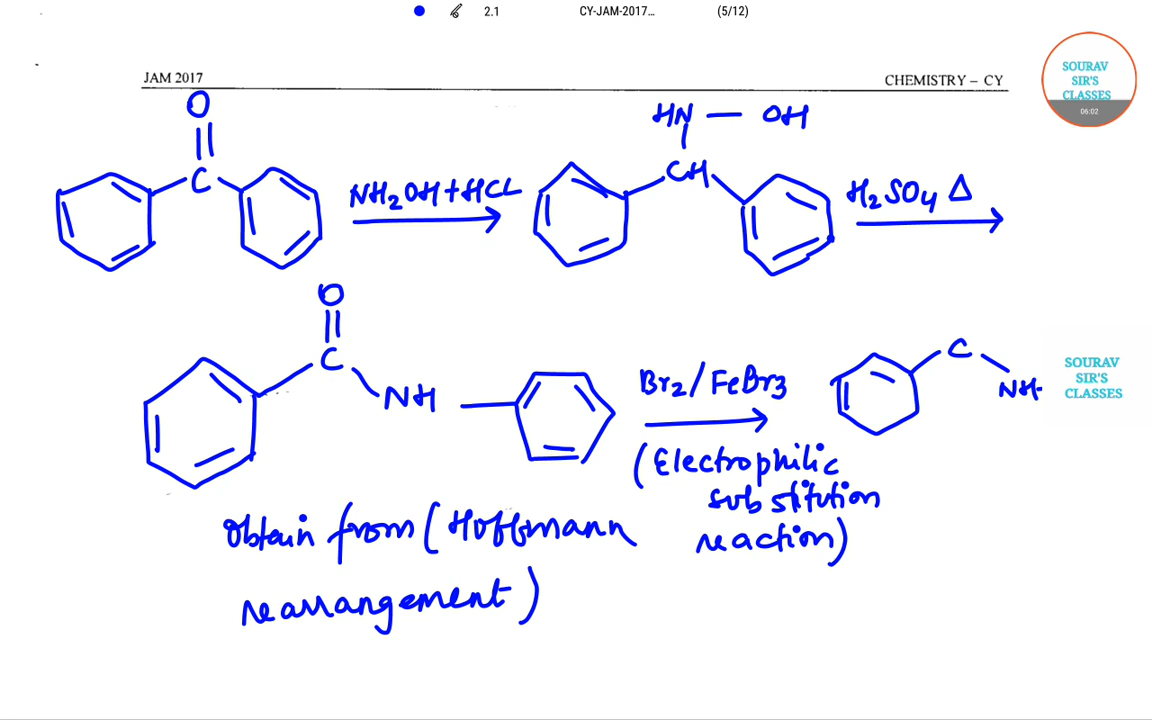 2.1 CY-JAM-2017... (5/12)
JAM 2017 CHEMISTRY – CY
SOURAV
SIR'S
CLASSES
06:02
O
C
NH2OH+HCL
HN — OH
CH
H2SO4 Δ
O
C
NH
Br2/FeBr3
(Electrophilic
substitution
reaction)
C
NH
SOURAV
SIR'S
CLASSES
Obtain from (Hoffsmann
rearrangement)